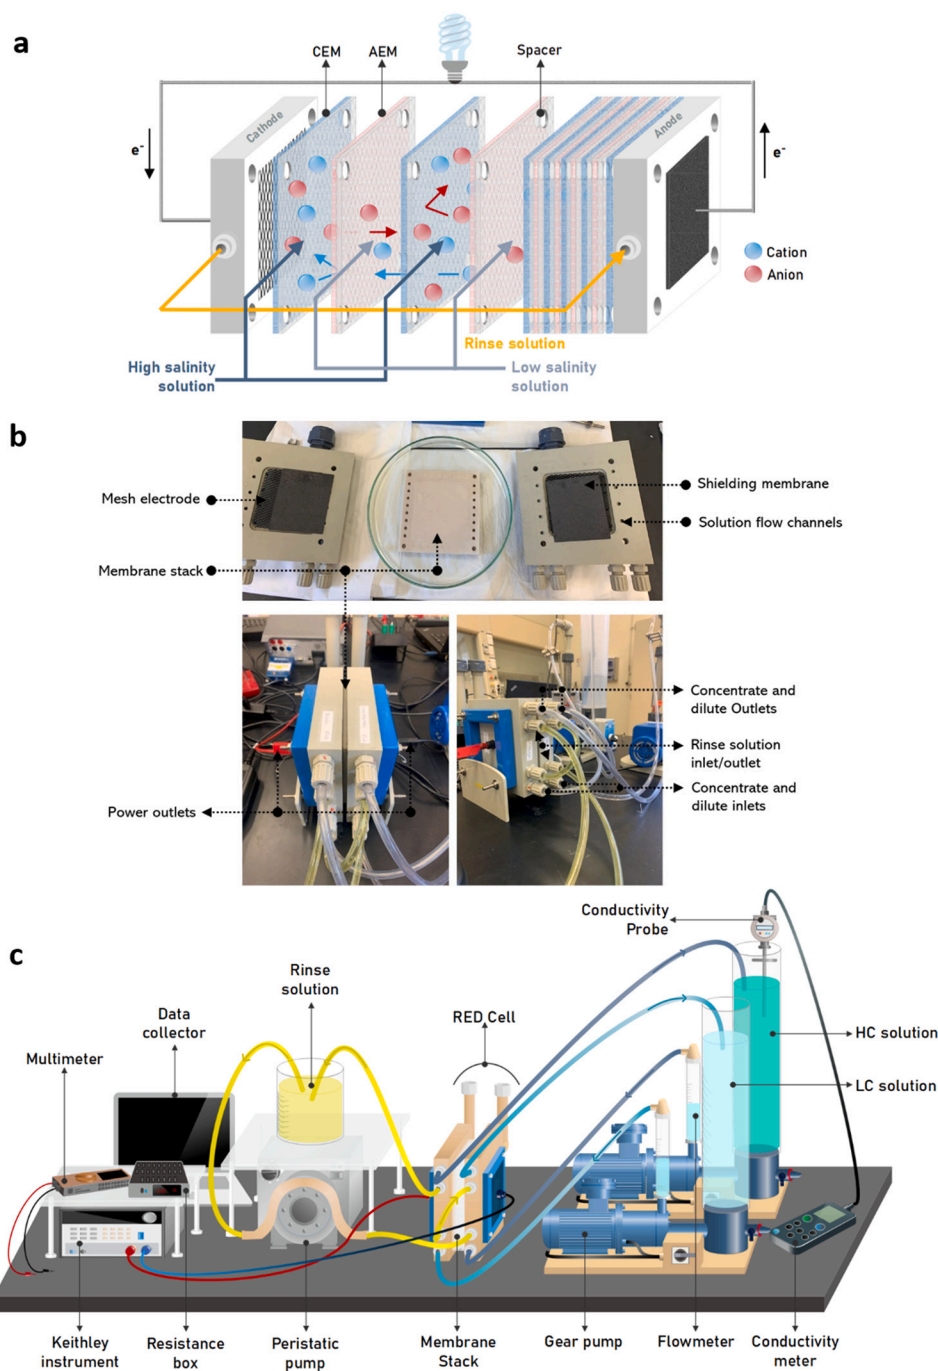 a
CEM
AEM
Spacer
Cathode
Anode
e-
e-
Cation
Anion
Rinse solution
High salinity
solution
Low salinity
solution
b
Mesh electrode
Shielding membrane
Solution flow channels
Membrane stack
Concentrate and
dilute Outlets
Rinse solution
inlet/outlet
Concentrate and
dilute inlets
Power outlets
c
Conductivity
Probe
Rinse
solution
Data
collector
RED Cell
Multimeter
HC solution
LC solution
Keithley
instrument
Resistance
box
Peristatic
pump
Membrane
Stack
Gear pump
Flowmeter
Conductivity
meter